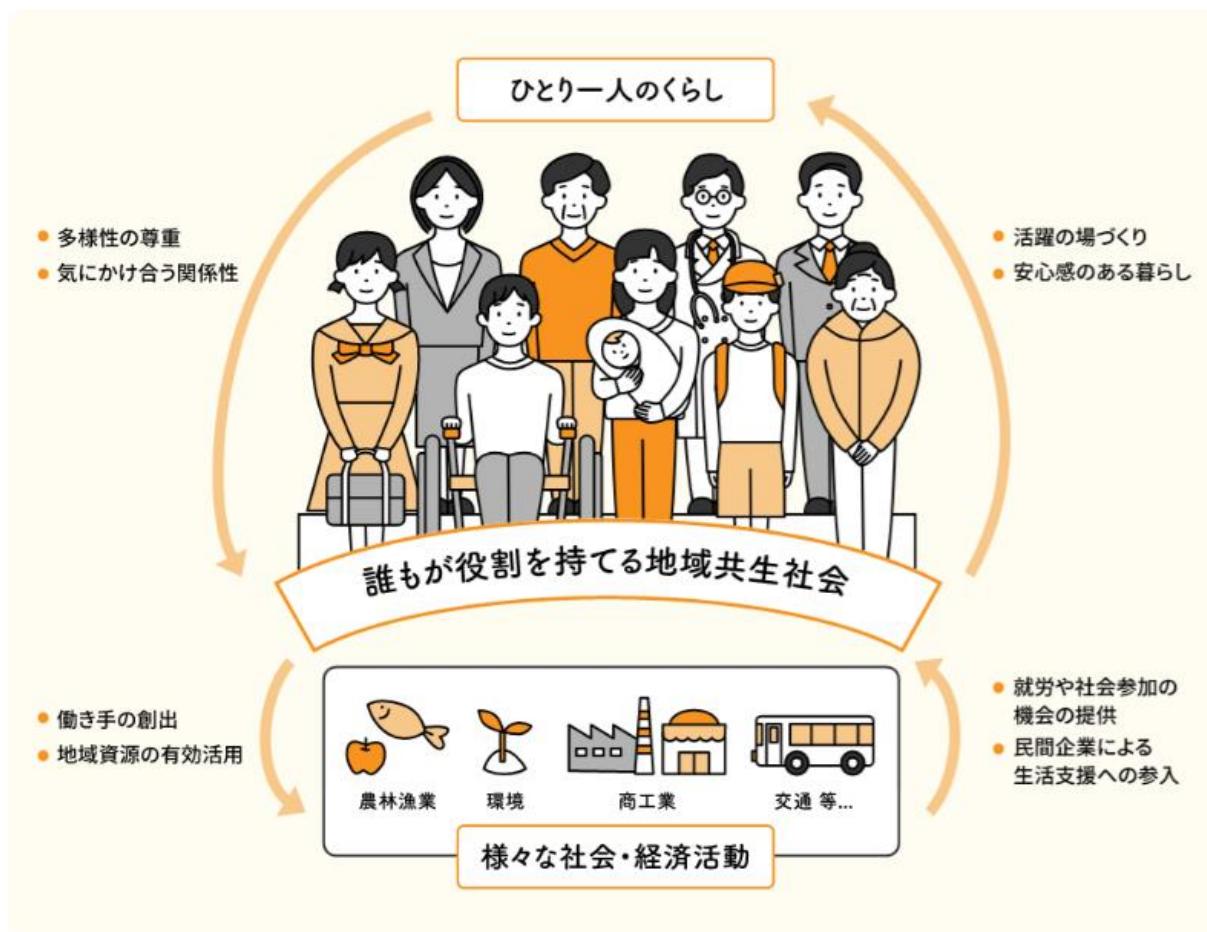 ひとり一人のくらし
● 多様性の尊重
● 気にかけ合う関係性
● 活躍の場づくり
● 安心感のある暮らし
誰もが役割を持てる地域共生社会
● 働き手の創出
● 地域資源の有効活用
● 就労や社会参加の
機会の提供
● 民間企業による
生活支援への参入
農林漁業
環境
商工業
交通 等...
様々な社会・経済活動